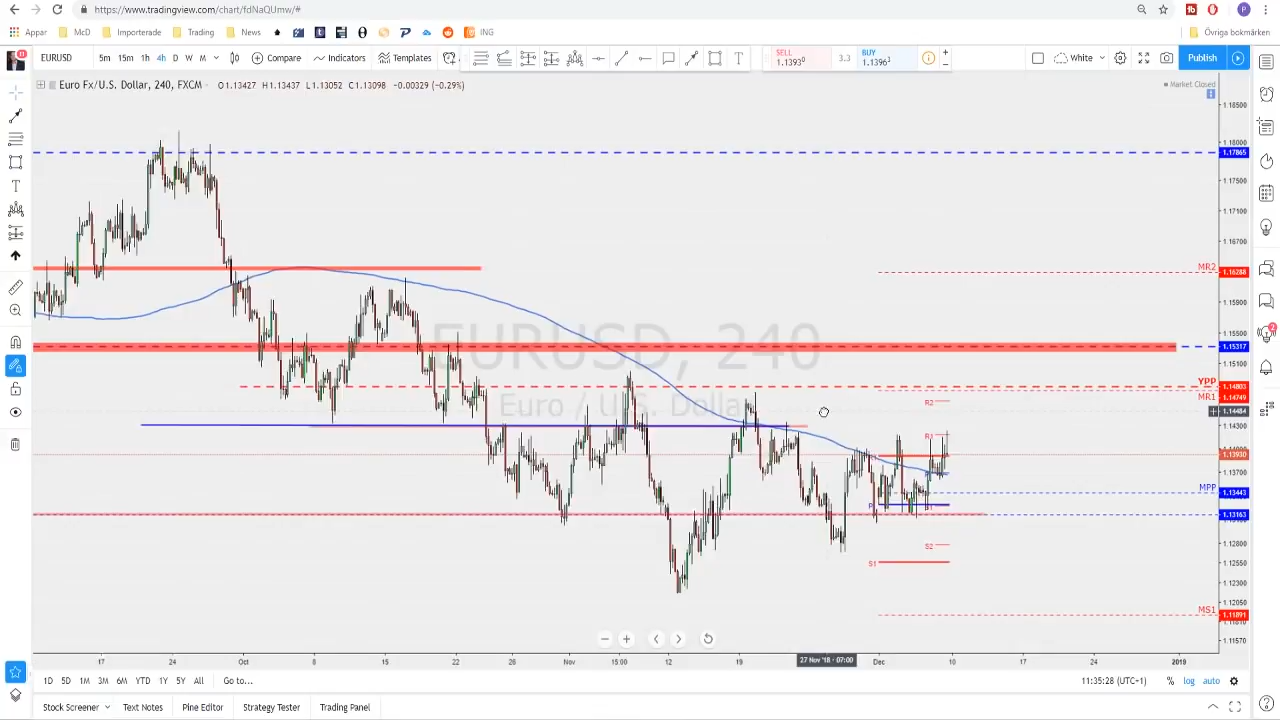 https://www.tradingview.com/chart/fdNaQUmw/#
Appar McD Importerade Trading News ING Övriga bokmärken
EURUSD 5m 15m 1h 4h D W M Compare Indicators Templates SELL 1.1393⁰ 3.3 BUY 1.1396¹ White Publish
Euro Fx/U.S. Dollar, 240, FXCM O1.13427 H1.13437 L1.13052 C1.13098 −0.00329 (−0.29%)
Market Closed
1.18500
1.18000
1.17865
1.17500
1.17100
1.16700
MR2
1.16288
1.15900
1.15500
EURUSD, 240
1.15317
1.15100
YPP
1.14803
MR1
1.14749
R2
Euro / U.S. Dollar
1.14484
1.14300
R1
1.13930
1.13700
MPP
1.13443
P
1.13163
S2
1.12800
S1
1.12550
1.12300
1.12050
MS1
1.11891
1.11570
17 24 Oct 8 15 22 26 Nov 15:00 12 19 27 Nov '18 - 07:00 Dec 10 17 24 2019
1D 5D 1M 3M 6M YTD 1Y 5Y All Go to... 11:35:28 (UTC+1) % log auto
Stock Screener Text Notes Pine Editor Strategy Tester Trading Panel